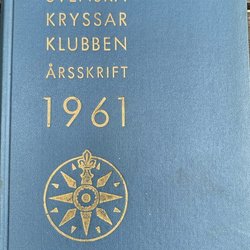 SVENSKA
KRYSSAR
KLUBBEN
ÅRSSKRIFT
1961